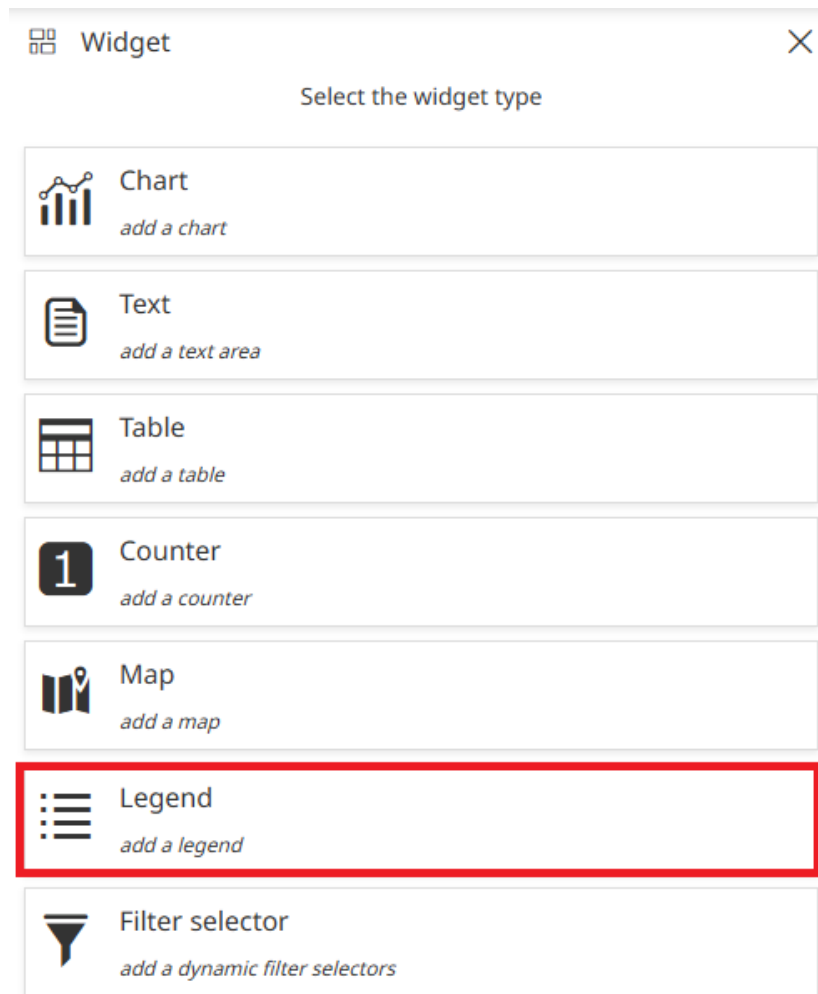 Widget
Select the widget type
Chart
add a chart
Text
add a text area
Table
add a table
1
Counter
add a counter
Map
add a map
Legend
add a legend
Filter selector
add a dynamic filter selectors